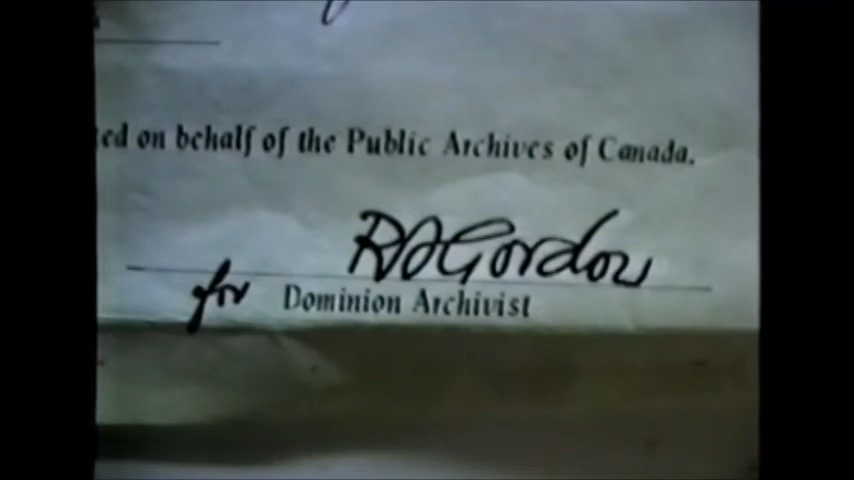 on behalf of the Public Archives of Canada.
Gordon
for Dominion Archivist